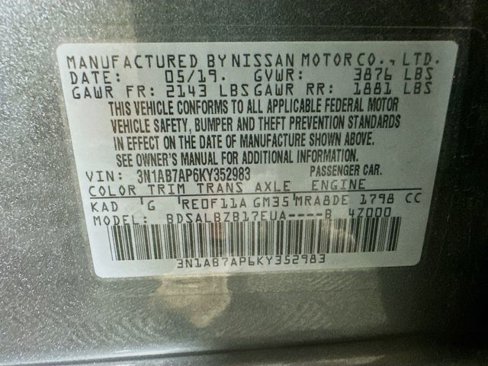 MANUFACTURED BY NISSAN MOTOR CO., LTD.
DATE: 05/19. GVWR: 3876 LBS
GAWR FR: 2143 LBS GAWR RR: 1881 LBS
THIS VEHICLE CONFORMS TO ALL APPLICABLE FEDERAL MOTOR
VEHICLE SAFETY, BUMPER AND THEFT PREVENTION STANDARDS
IN EFFECT ON THE DATE OF MANUFACTURE SHOWN ABOVE.
SEE OWNER'S MANUAL FOR ADDITIONAL INFORMATION.
VIN: 3N1AB7AP6KY352983 PASSENGER CAR.
COLOR TRIM TRANS AXLE ENGINE
KAD G RE0F11A GM35 MRA8DE 1798 CC
MODEL: BDSALBZB17EUA----B 4Z000
3N1AB7AP6KY352983